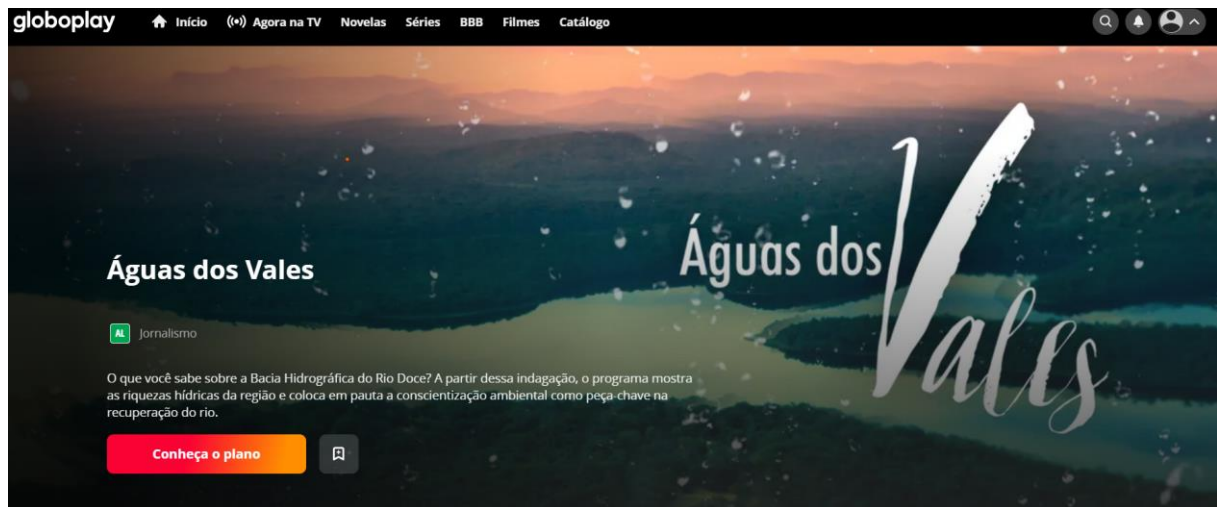 globoplay Início Agora na TV Novelas Séries BBB Filmes Catálogo
Águas dos
Vales
Águas dos Vales
AL Jornalismo
O que você sabe sobre a Bacia Hidrográfica do Rio Doce? A partir dessa indagação, o programa mostra
as riquezas hídricas da região e coloca em pauta a conscientização ambiental como peça-chave na
recuperação do rio.
Conheça o plano